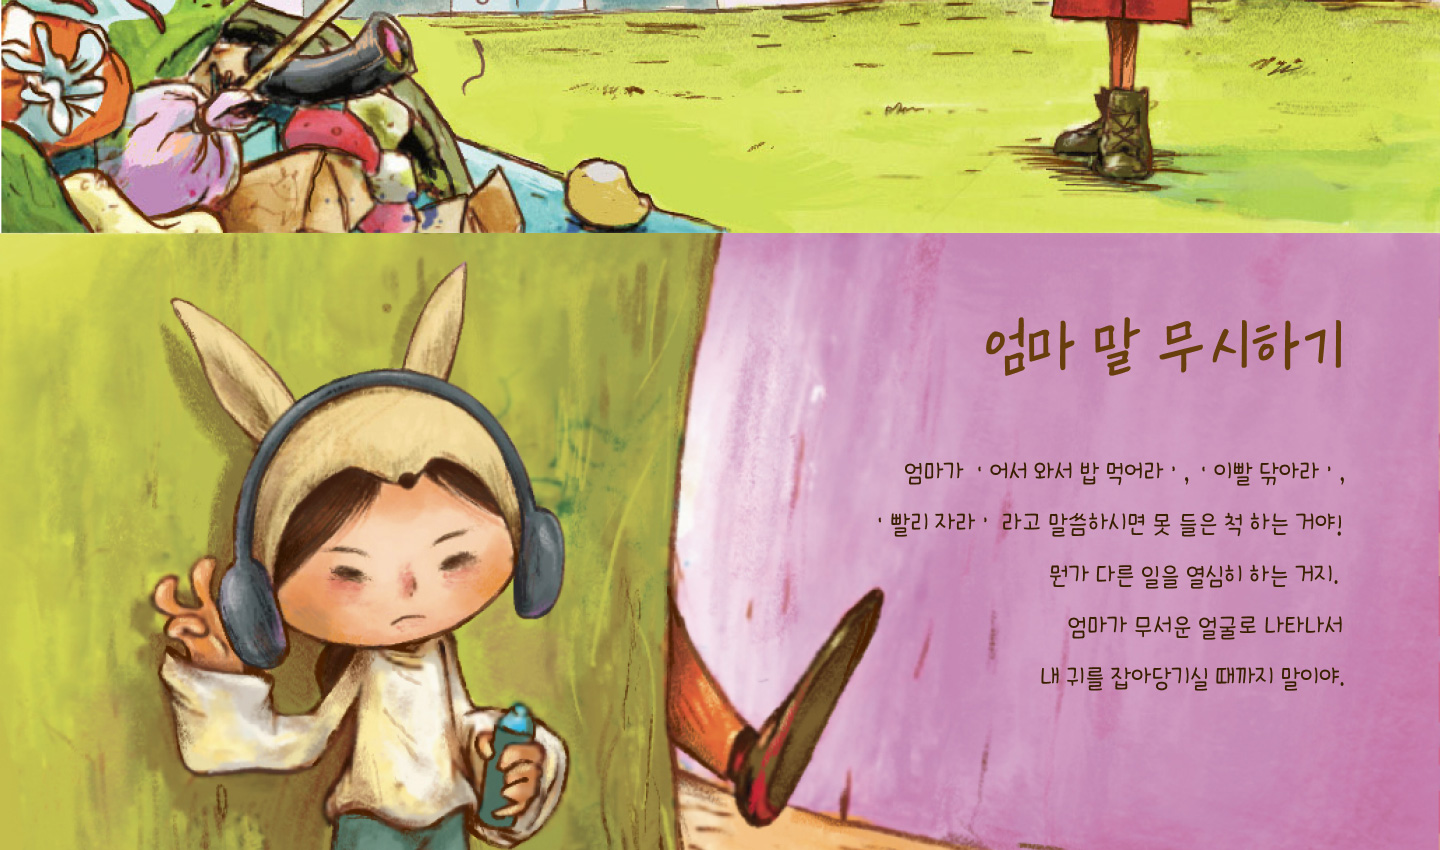 엄마 말 무시하기
엄마가 '어서 와서 밥 먹어라', '이빨 닦아라',
'빨리 자라' 라고 말씀하시면 못 들은 척 하는 거야!
뭔가 다른 일을 열심히 하는 거지.
엄마가 무서운 얼굴로 나타나서
내 귀를 잡아당기실 때까지 말이야.